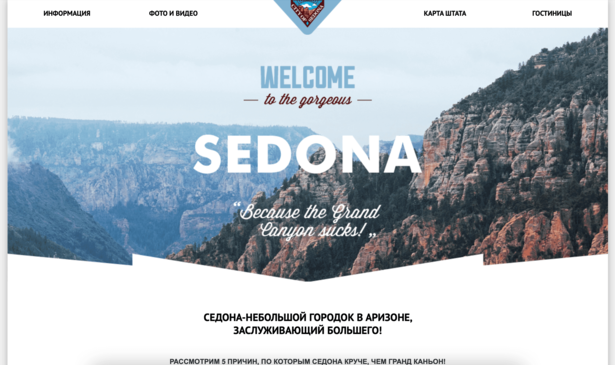 ИНФОРМАЦИЯ ФОТО И ВИДЕО КАРТА ШТАТА ГОСТИНИЦЫ
WELCOME
to the gorgeous
SEDONA
“Because the Grand
Canyon sucks!„
СЕДОНА-НЕБОЛЬШОЙ ГОРОДОК В АРИЗОНЕ,
ЗАСЛУЖИВАЮЩИЙ БОЛЬШЕГО!
РАССМОТРИМ 5 ПРИЧИН, ПО КОТОРЫМ СЕДОНА КРУЧЕ, ЧЕМ ГРАНД КАНЬОН!